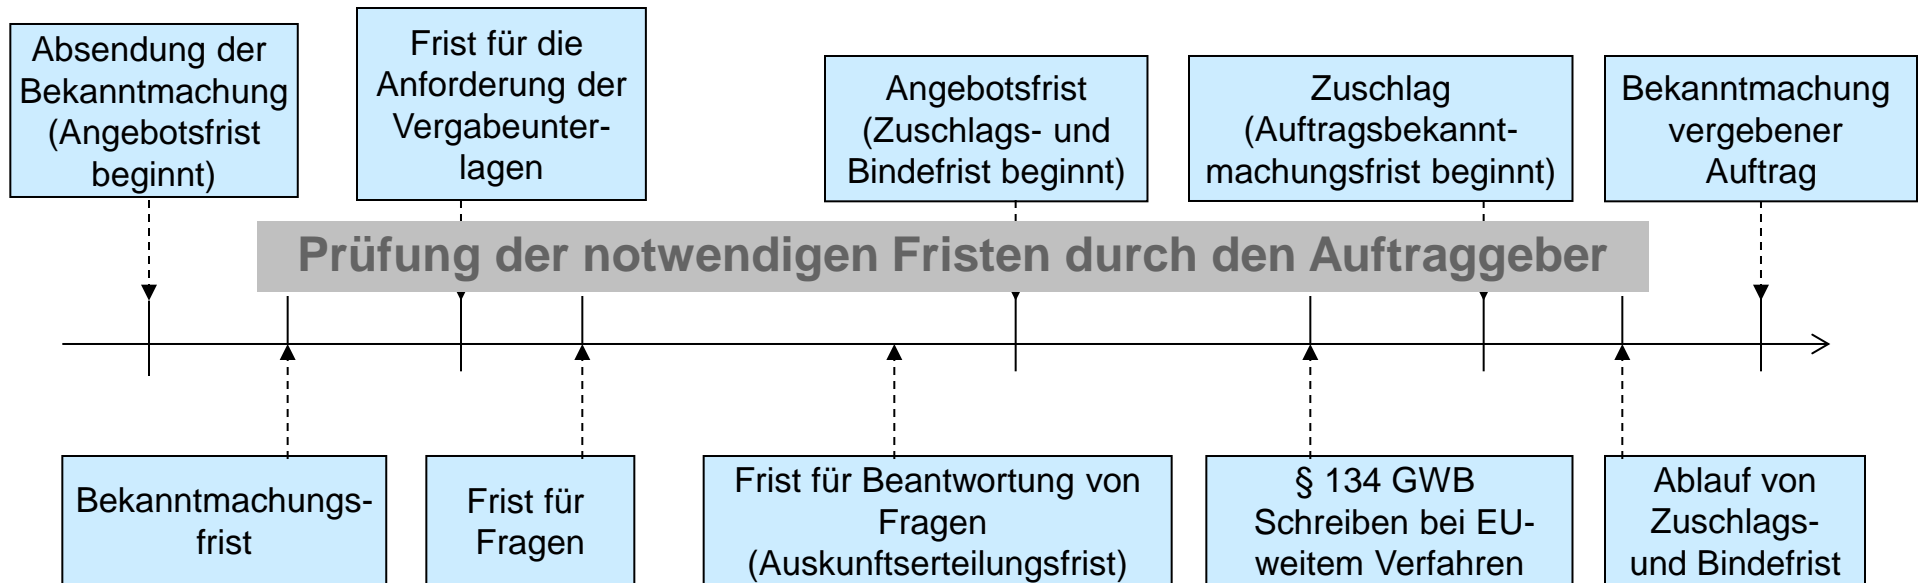 Absendung der
Bekanntmachung
(Angebotsfrist
beginnt)
Frist für die
Anforderung der
Vergabeunter-
lagen
Angebotsfrist
(Zuschlags- und
Bindefrist beginnt)
Zuschlag
(Auftragsbekannt-
machungsfrist beginnt)
Bekanntmachung
vergebener
Auftrag
Prüfung der notwendigen Fristen durch den Auftraggeber
Bekanntmachungs-
frist
Frist für
Fragen
Frist für Beantwortung von
Fragen
(Auskunftserteilungsfrist)
§ 134 GWB
Schreiben bei EU-
weitem Verfahren
Ablauf von
Zuschlags-
und Bindefrist